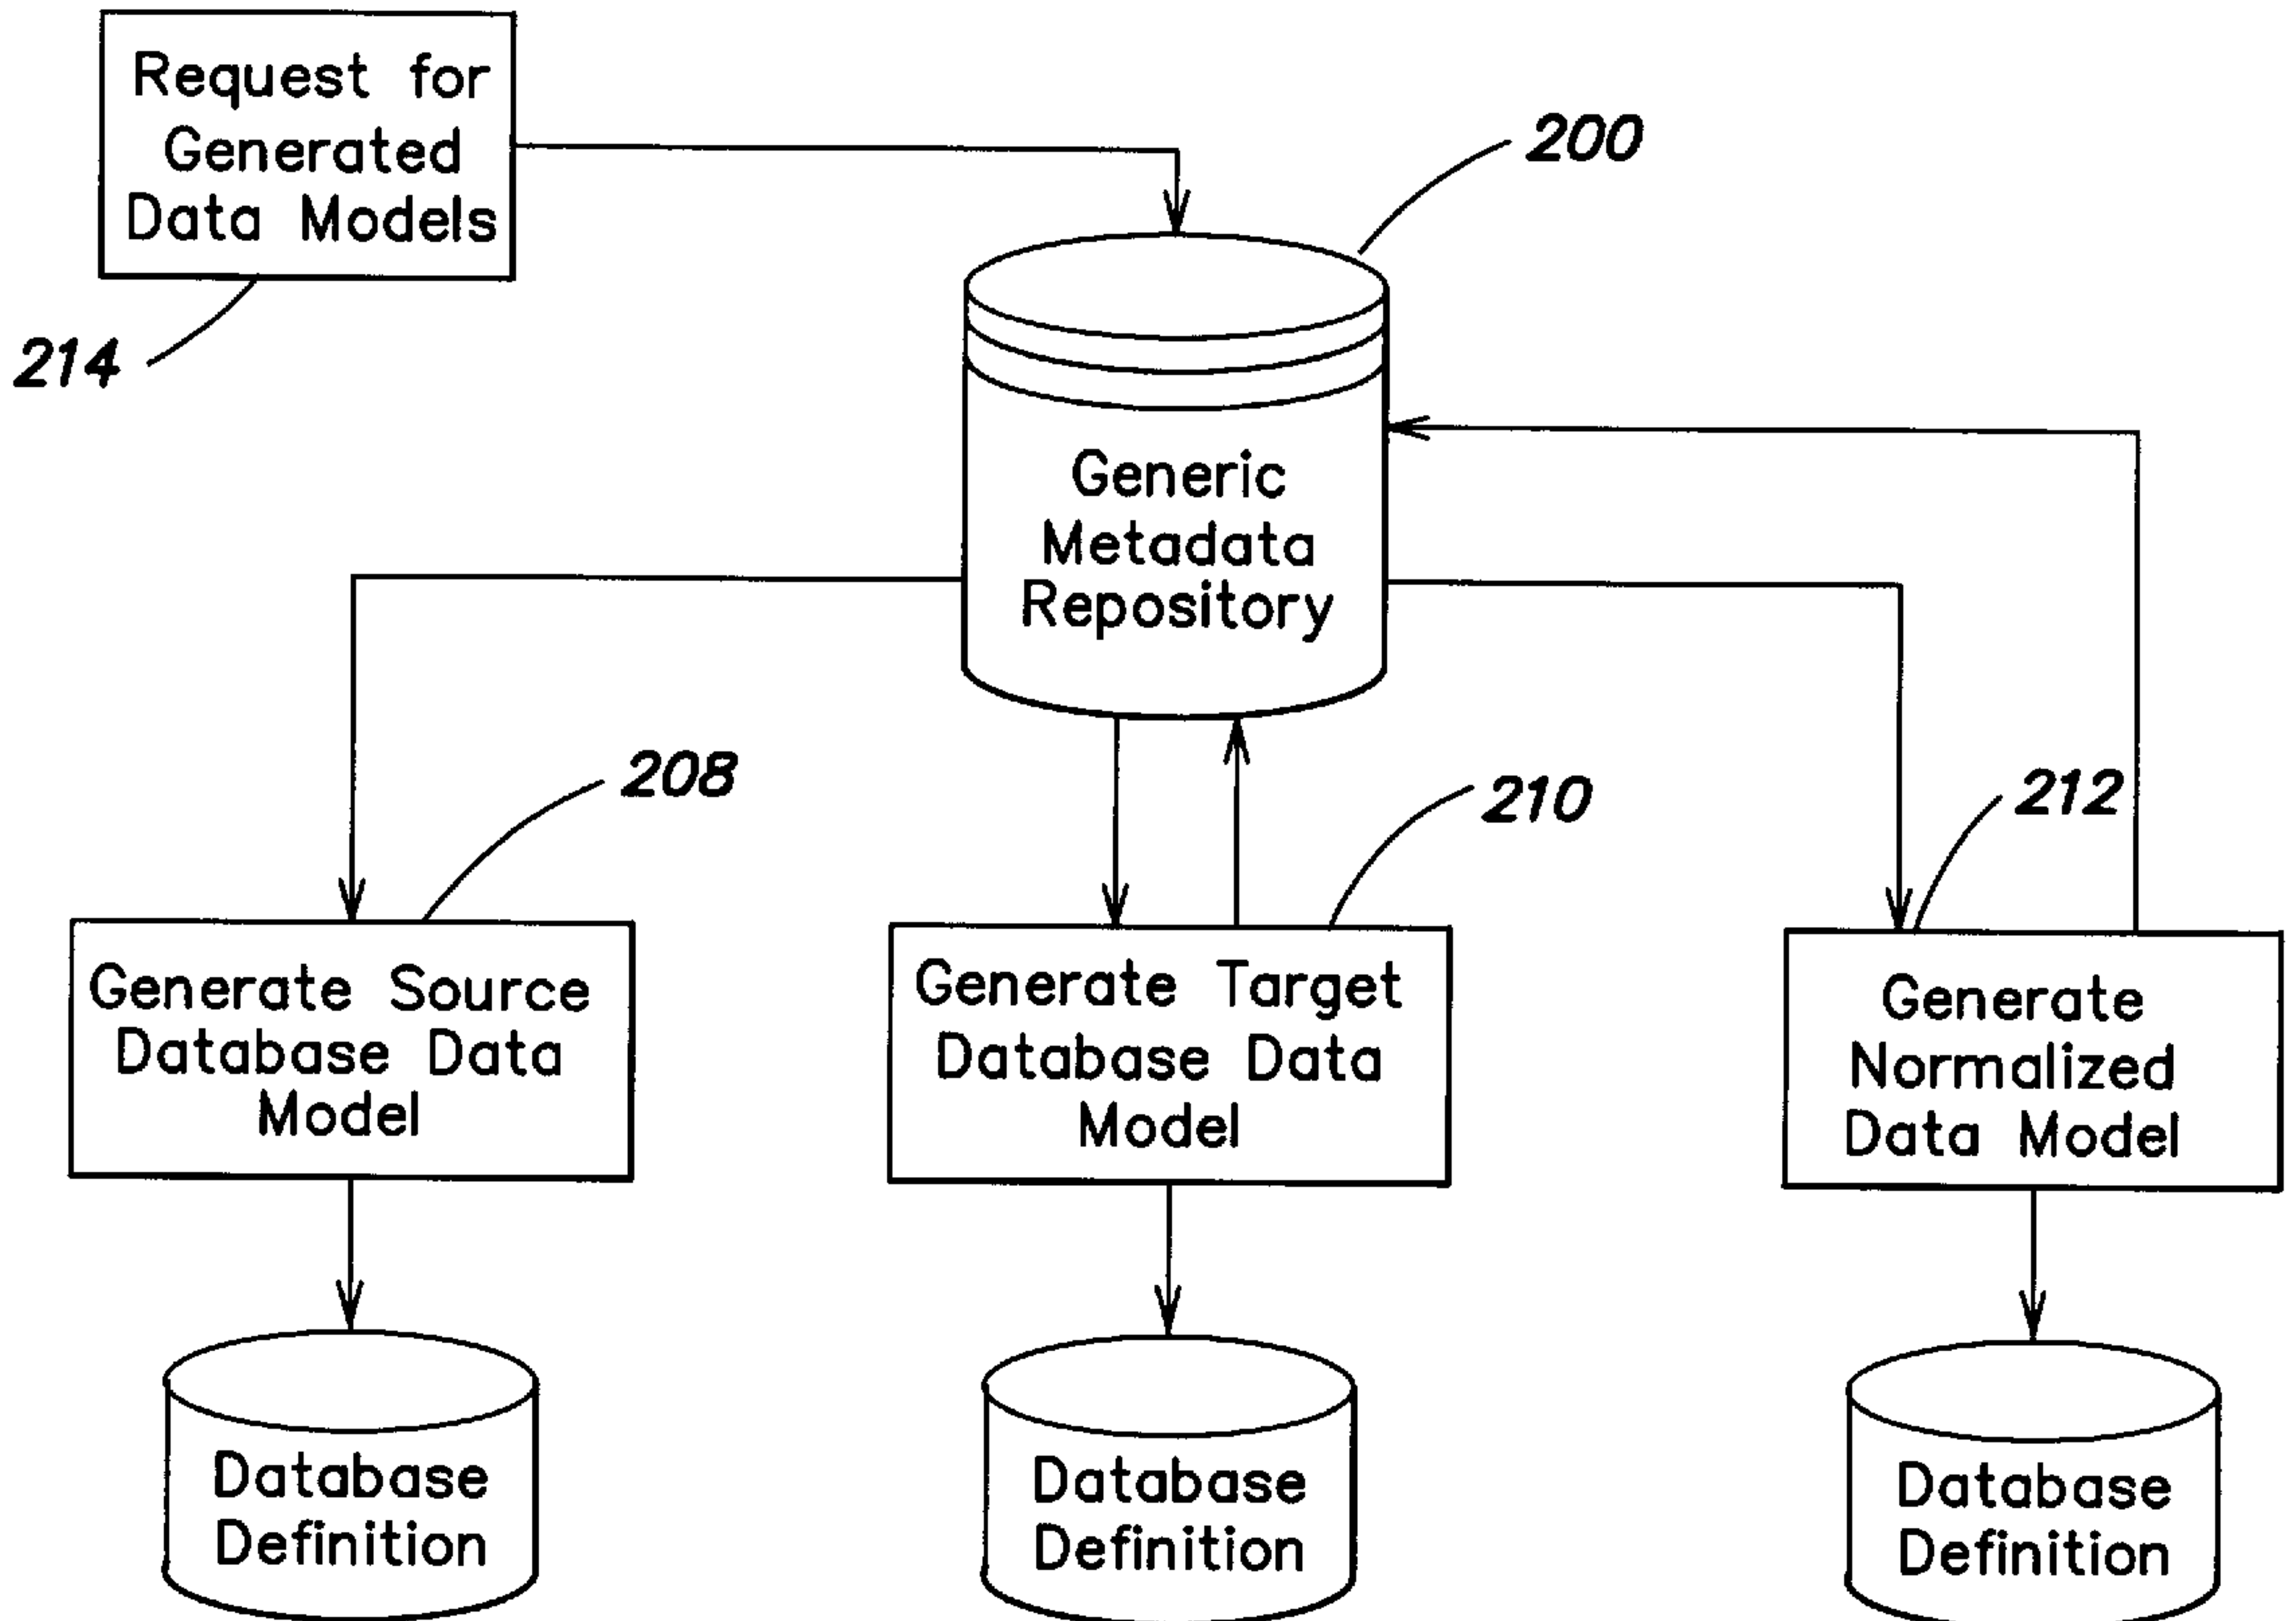 Request for
Generated
Data Models
200
214
Generic
Metadata
Repository
208
210
212
Generate Source
Database Data
Model
Generate Target
Database Data
Model
Generate
Normalized
Data Model
Database
Definition
Database
Definition
Database
Definition